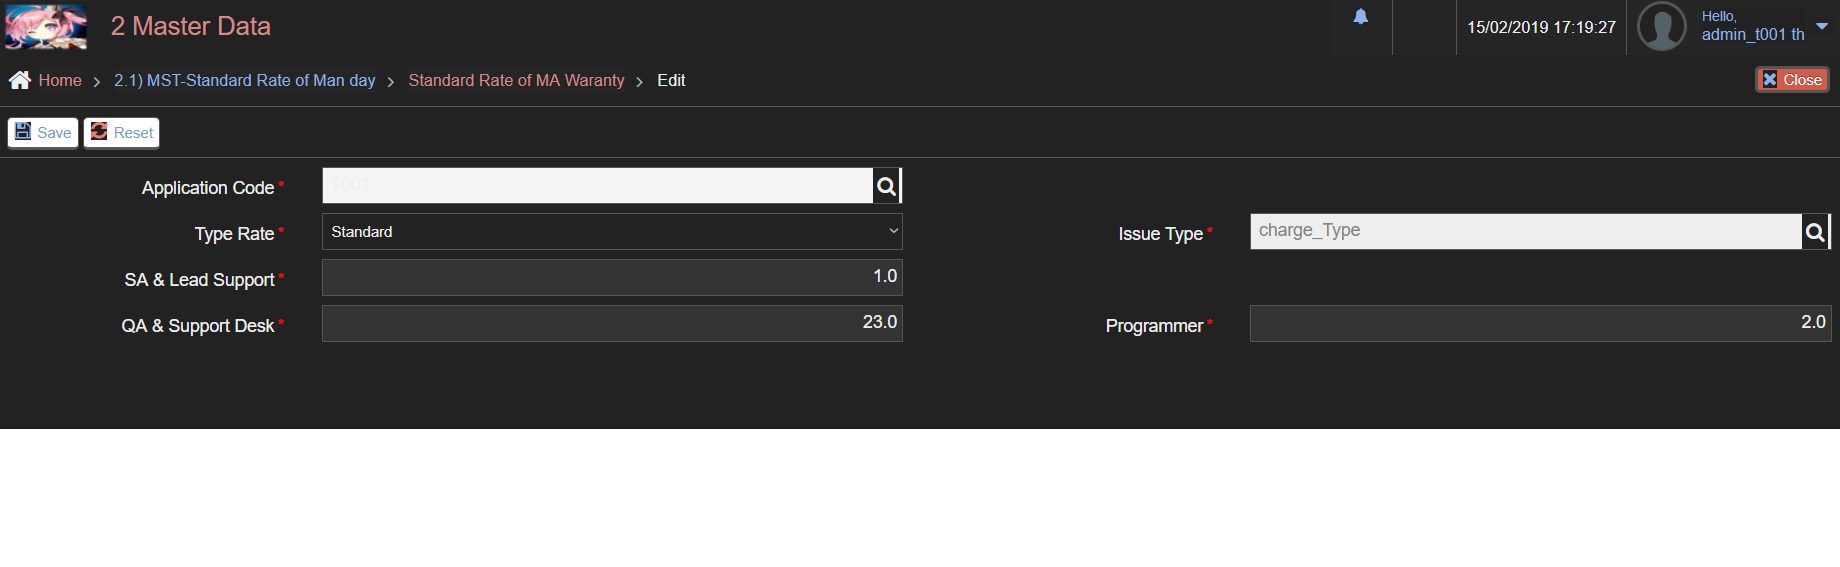 2 Master Data
15/02/2019 17:19:27
Hello,
admin_t001 th
Home > 2.1) MST-Standard Rate of Man day > Standard Rate of MA Waranty > Edit
Close
Save Reset
Application Code * T001
Type Rate * Standard
Issue Type * charge_Type
SA & Lead Support * 1.0
QA & Support Desk * 23.0
Programmer * 2.0